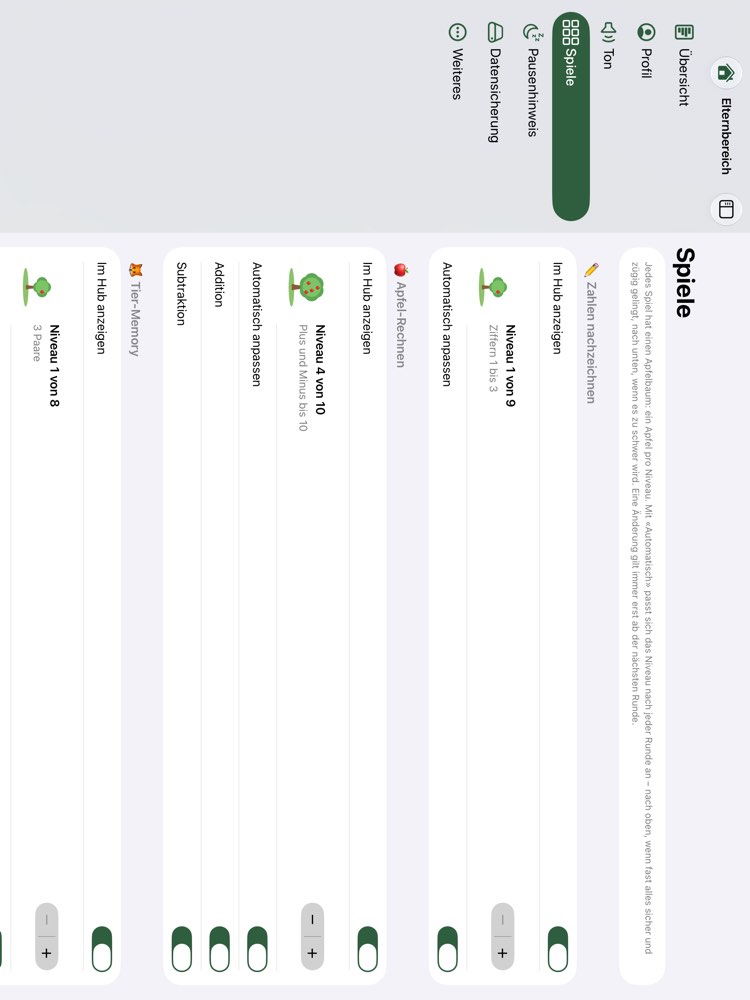 Elternbereich
Übersicht
Profil
Ton
Spiele
Pausenhinweis
Datensicherung
Weiteres
Spiele
Jedes Spiel hat einen Apfelbaum: ein Apfel pro Niveau. Mit «Automatisch» passt sich das Niveau nach jeder Runde an – nach oben, wenn fast alles sicher und
zügig gelingt, nach unten, wenn es zu schwer wird. Eine Änderung gilt immer erst ab der nächsten Runde.
Zahlen nachzeichnen
Im Hub anzeigen
Niveau 1 von 9
Ziffern 1 bis 3
Automatisch anpassen
Apfel-Rechnen
Im Hub anzeigen
Niveau 4 von 10
Plus und Minus bis 10
Automatisch anpassen
Addition
Subtraktion
Tier-Memory
Im Hub anzeigen
Niveau 1 von 8
3 Paare